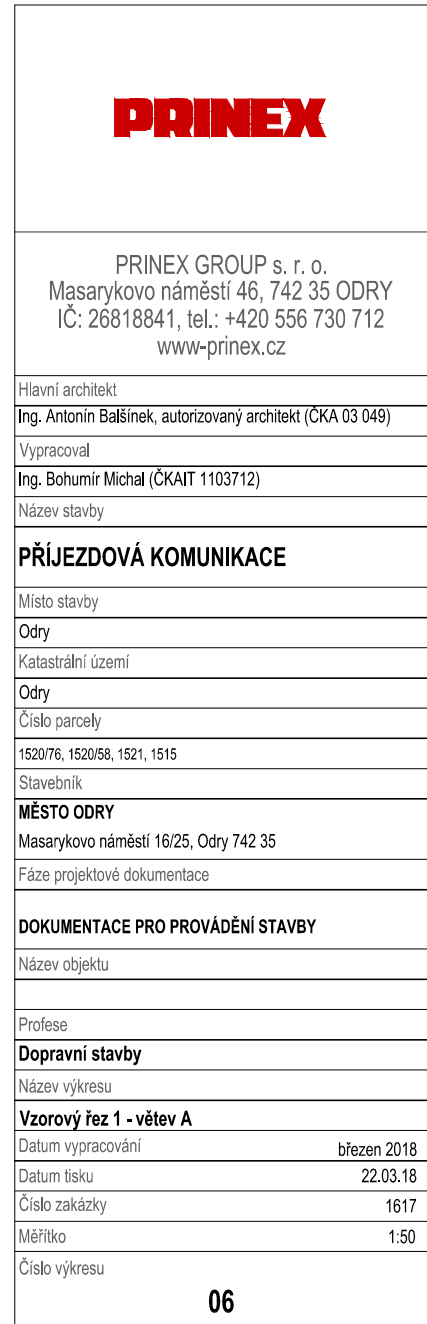 PRINEX
PRINEX GROUP s. r. o.
Masarykovo náměstí 46, 742 35 ODRY
IČ: 26818841, tel.: +420 556 730 712
www-prinex.cz
Hlavní architekt
Ing. Antonín Balšínek, autorizovaný architekt (ČKA 03 049)
Vypracoval
Ing. Bohumír Michal (ČKAIT 1103712)
Název stavby
PŘÍJEZDOVÁ KOMUNIKACE
Místo stavby
Odry
Katastrální území
Odry
Číslo parcely
1520/76, 1520/58, 1521, 1515
Stavebník
MĚSTO ODRY
Masarykovo náměstí 16/25, Odry 742 35
Fáze projektové dokumentace
DOKUMENTACE PRO PROVÁDĚNÍ STAVBY
Název objektu
Profese
Dopravní stavby
Název výkresu
Vzorový řez 1 - větev A
Datum vypracování březen 2018
Datum tisku 22.03.18
Číslo zakázky 1617
Měřítko 1:50
Číslo výkresu
06